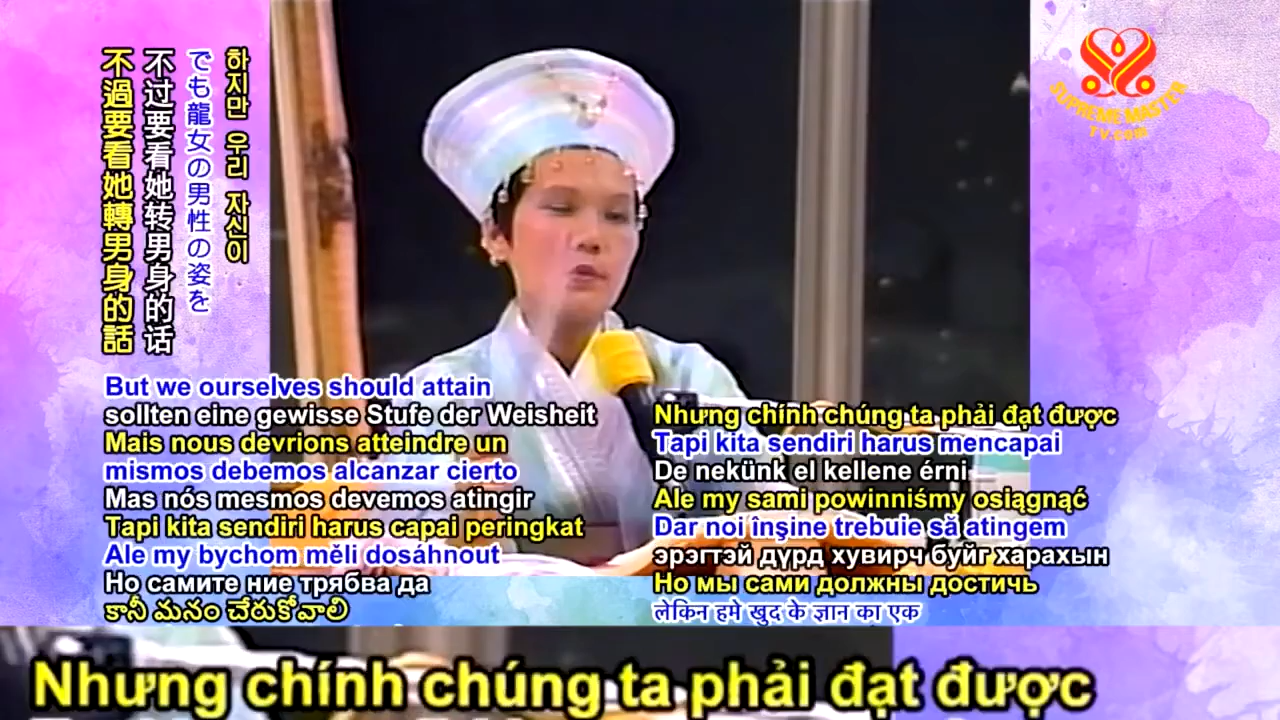 不過要看她轉男身的話
不过要看她转男身的话
でも龍女の男性の姿を
하지만 우리 자신이
SUPREME MASTER
TV.com
But we ourselves should attain
sollten eine gewisse Stufe der Weisheit
Mais nous devrions atteindre un
mismos debemos alcanzar cierto
Mas nós mesmos devemos atingir
Tapi kita sendiri harus capai peringkat
Ale my bychom měli dosáhnout
Но самите ние трябва да
కానీ మనం చేరుకోవాలి
Nhưng chính chúng ta phải đạt được
Tapi kita sendiri harus mencapai
De nekünk el kellene érni
Ale my sami powinniśmy osiągnąć
Dar noi înşine trebuie să atingem
эрэгтэй дүрд хувирч буйг харахын
Но мы сами должны достичь
लेकिन हमे खुद के ज्ञान का एक
Nhưng chính chúng ta phải đạt được